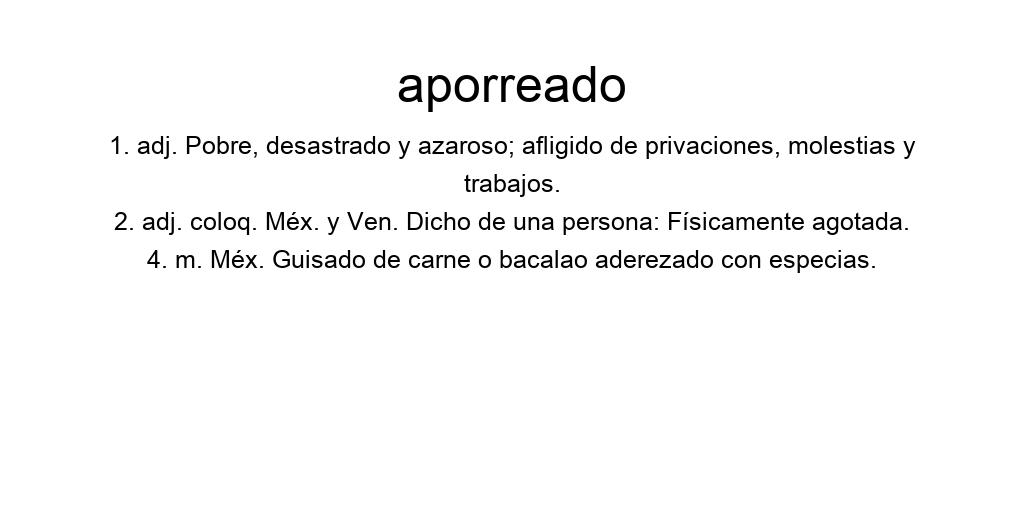 aporreado
1. adj. Pobre, desastrado y azaroso; afligido de privaciones, molestias y
trabajos.
2. adj. coloq. Méx. y Ven. Dicho de una persona: Físicamente agotada.
4. m. Méx. Guisado de carne o bacalao aderezado con especias.